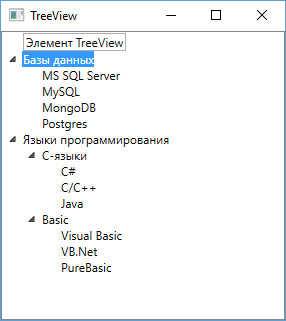 TreeView
Элемент TreeView
Базы данных
MS SQL Server
MySQL
MongoDB
Postgres
Языки программирования
С-языки
C#
C/C++
Java
Basic
Visual Basic
VB.Net
PureBasic